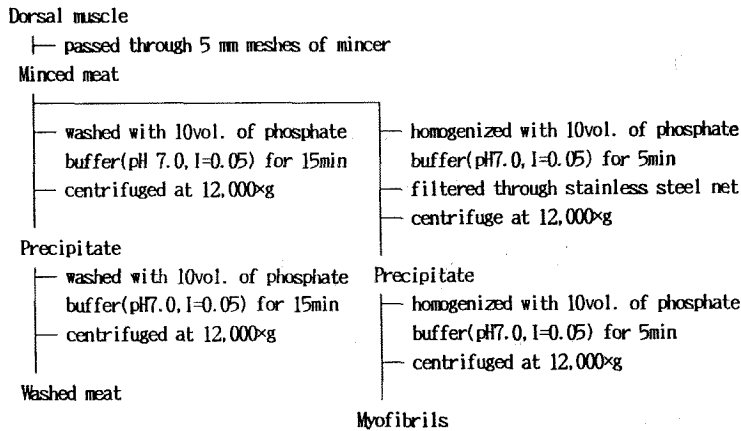 Dorsal muscle
passed through 5 mm meshes of mincer
Minced meat
washed with 10vol. of phosphate
buffer(pH 7.0, I=0.05) for 15min
centrifuged at 12,000×g
Precipitate
washed with 10vol. of phosphate
buffer(pH7.0, I=0.05) for 15min
centrifuged at 12,000×g
Washed meat
homogenized with 10vol. of phosphate
buffer(pH7.0, I=0.05) for 5min
filtered through stainless steel net
centrifuge at 12,000×g
Precipitate
homogenized with 10vol. of phosphate
buffer(pH7.0, I=0.05) for 5min
centrifuged at 12,000×g
Myofibrils